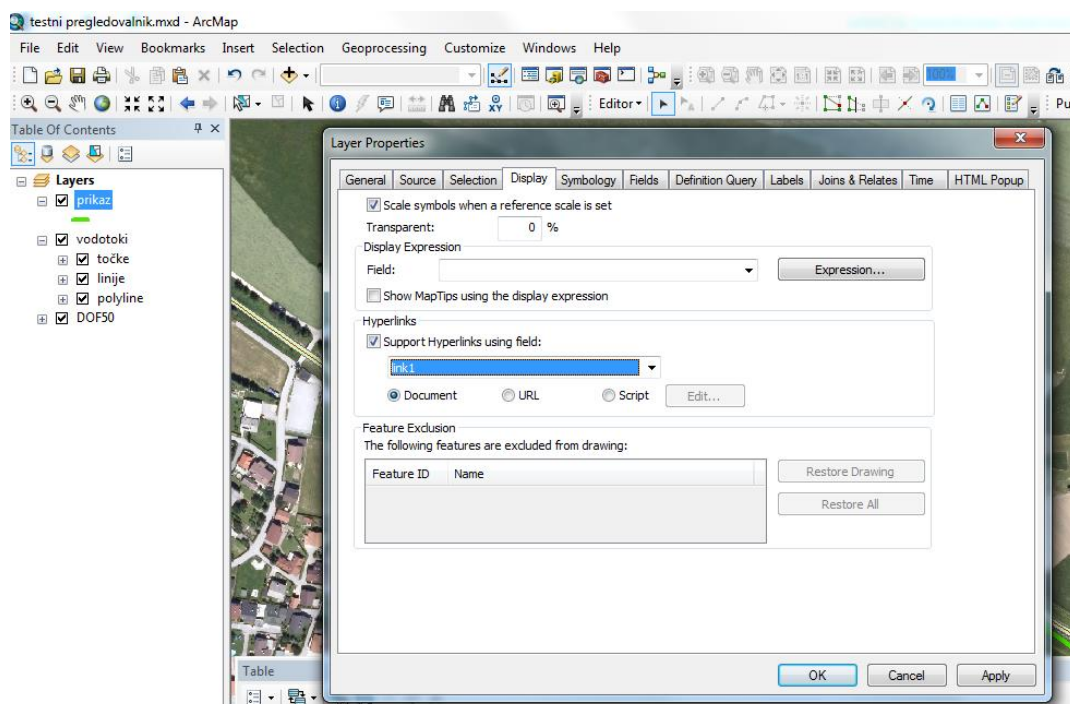 testni pregledovalnik.mxd - ArcMap
File Edit View Bookmarks Insert Selection Geoprocessing Customize Windows Help
100%
Editor
Table Of Contents
Layers
prikaz
vodotoki
točke
linije
polyline
DOF50
Layer Properties
General Source Selection Display Symbology Fields Definition Query Labels Joins & Relates Time HTML Popup
Scale symbols when a reference scale is set
Transparent: 0 %
Display Expression
Field: Expression...
Show MapTips using the display expression
Hyperlinks
Support Hyperlinks using field:
link1
Document URL Script Edit...
Feature Exclusion
The following features are excluded from drawing:
Feature ID Name
Restore Drawing
Restore All
Table
OK Cancel Apply